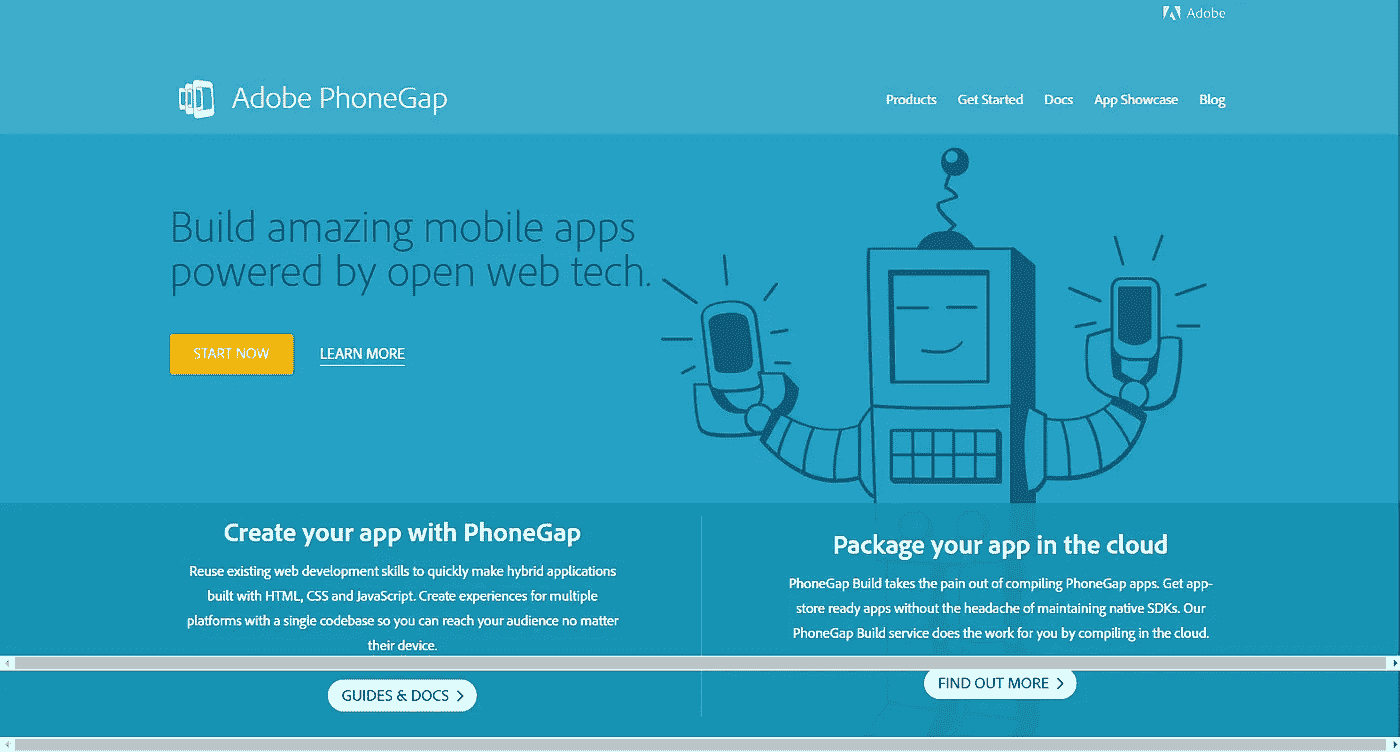 Adobe
Adobe PhoneGap
Products Get Started Docs App Showcase Blog
Build amazing mobile apps
powered by open web tech.
START NOW LEARN MORE
Create your app with PhoneGap
Reuse existing web development skills to quickly make hybrid applications
built with HTML, CSS and JavaScript. Create experiences for multiple
platforms with a single codebase so you can reach your audience no matter
their device.
GUIDES & DOCS
Package your app in the cloud
PhoneGap Build takes the pain out of compiling PhoneGap apps. Get app-
store ready apps without the headache of maintaining native SDKs. Our
PhoneGap Build service does the work for you by compiling in the cloud.
FIND OUT MORE